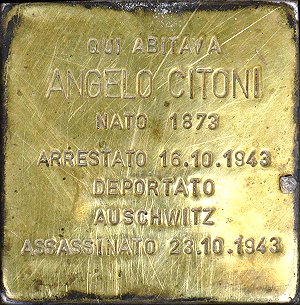 QUI ABITAVA
ANGELO CITONI
NATO 1873
ARRESTATO 16.10.1943
DEPORTATO
AUSCHWITZ
ASSASSINATO 23.10.1943